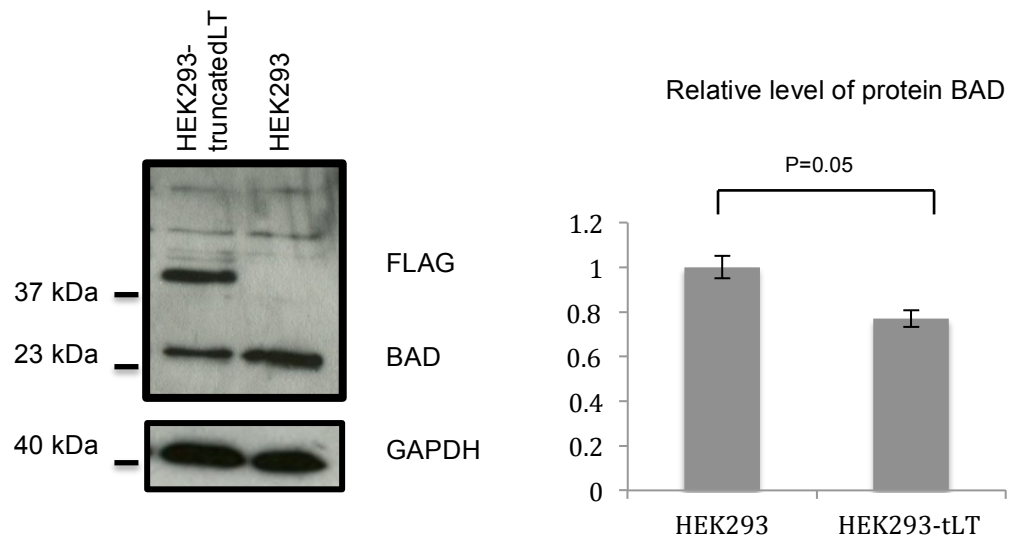 HEK293-
truncatedLT
HEK293
FLAG
37 kDa
23 kDa
BAD
40 kDa
GAPDH
Relative level of protein BAD
P=0.05
1.2
1
0.8
0.6
0.4
0.2
0
HEK293
HEK293-tLT